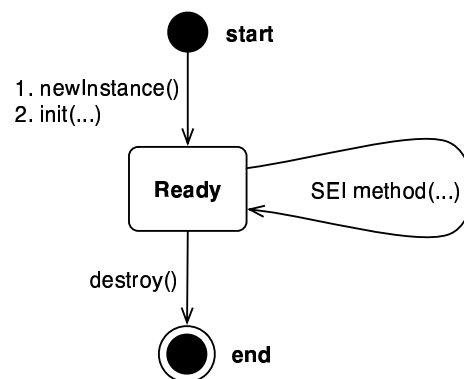 start
1. newInstance()
2. init(...)
Ready
SEI method(...)
destroy()
end